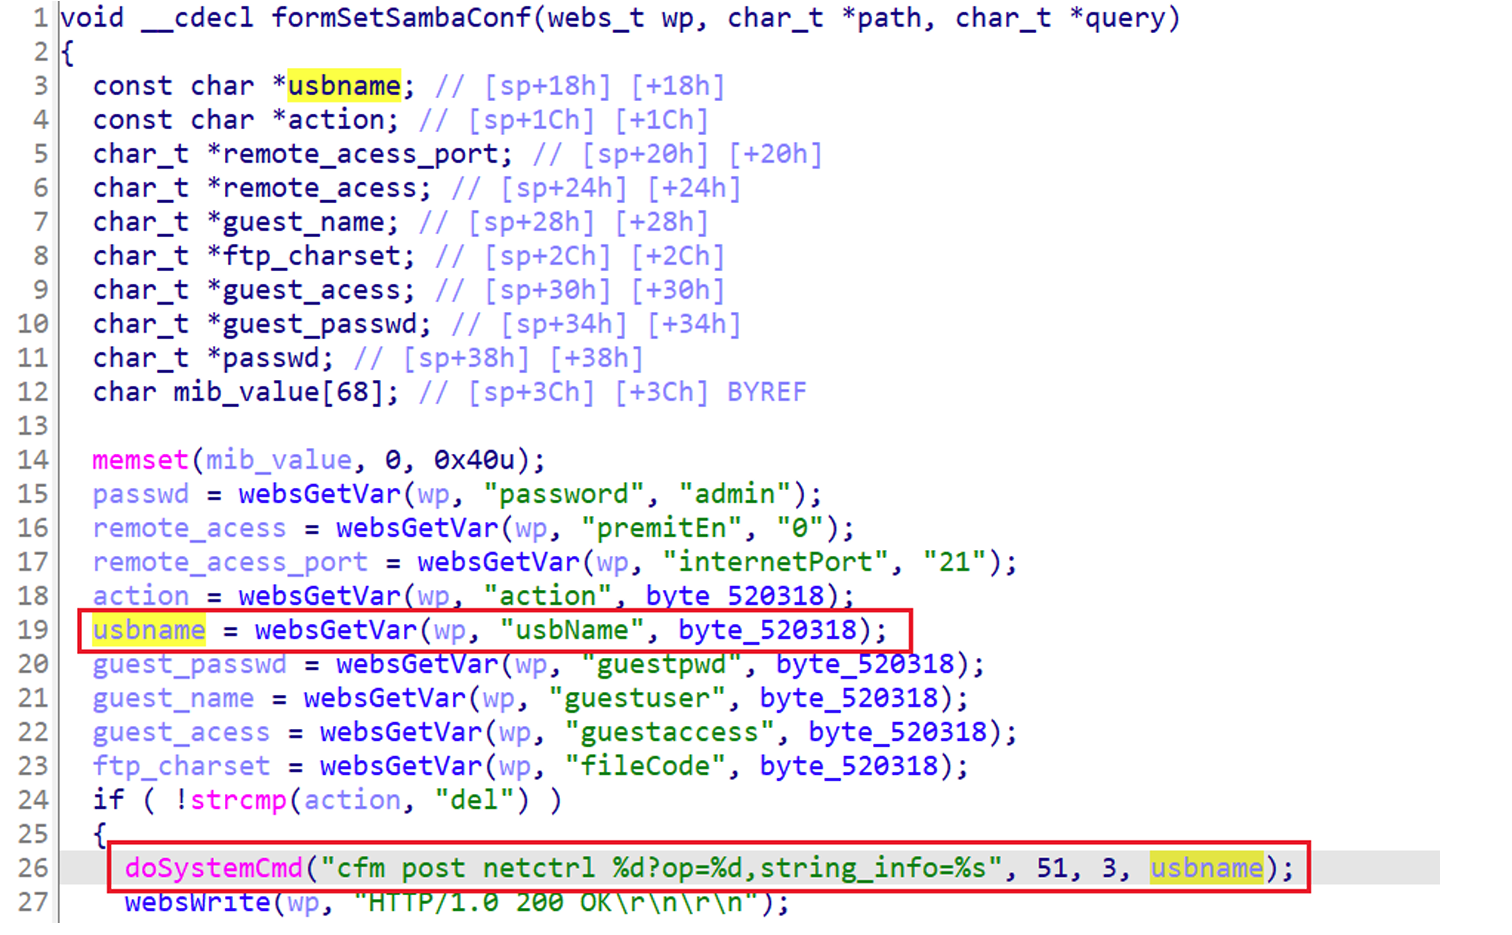 1 void __cdecl formSetSambaConf(webs_t wp, char_t *path, char_t *query)
2 {
3 const char *usbname; // [sp+18h] [+18h]
4 const char *action; // [sp+1Ch] [+1Ch]
5 char_t *remote_acess_port; // [sp+20h] [+20h]
6 char_t *remote_acess; // [sp+24h] [+24h]
7 char_t *guest_name; // [sp+28h] [+28h]
8 char_t *ftp_charset; // [sp+2Ch] [+2Ch]
9 char_t *guest_acess; // [sp+30h] [+30h]
10 char_t *guest_passwd; // [sp+34h] [+34h]
11 char_t *passwd; // [sp+38h] [+38h]
12 char mib_value[68]; // [sp+3Ch] [+3Ch] BYREF
13
14 memset(mib_value, 0, 0x40u);
15 passwd = websGetVar(wp, "password", "admin");
16 remote_acess = websGetVar(wp, "premitEn", "0");
17 remote_acess_port = websGetVar(wp, "internetPort", "21");
18 action = websGetVar(wp, "action", byte_520318);
19 usbname = websGetVar(wp, "usbName", byte_520318);
20 guest_passwd = websGetVar(wp, "guestpwd", byte_520318);
21 guest_name = websGetVar(wp, "guestuser", byte_520318);
22 guest_acess = websGetVar(wp, "guestaccess", byte_520318);
23 ftp_charset = websGetVar(wp, "fileCode", byte_520318);
24 if ( !strcmp(action, "del") )
25 {
26 doSystemCmd("cfm post netctrl %d?op=%d,string_info=%s", 51, 3, usbname);
27 websWrite(wp, "HTTP/1.0 200 OK\r\n\r\n");